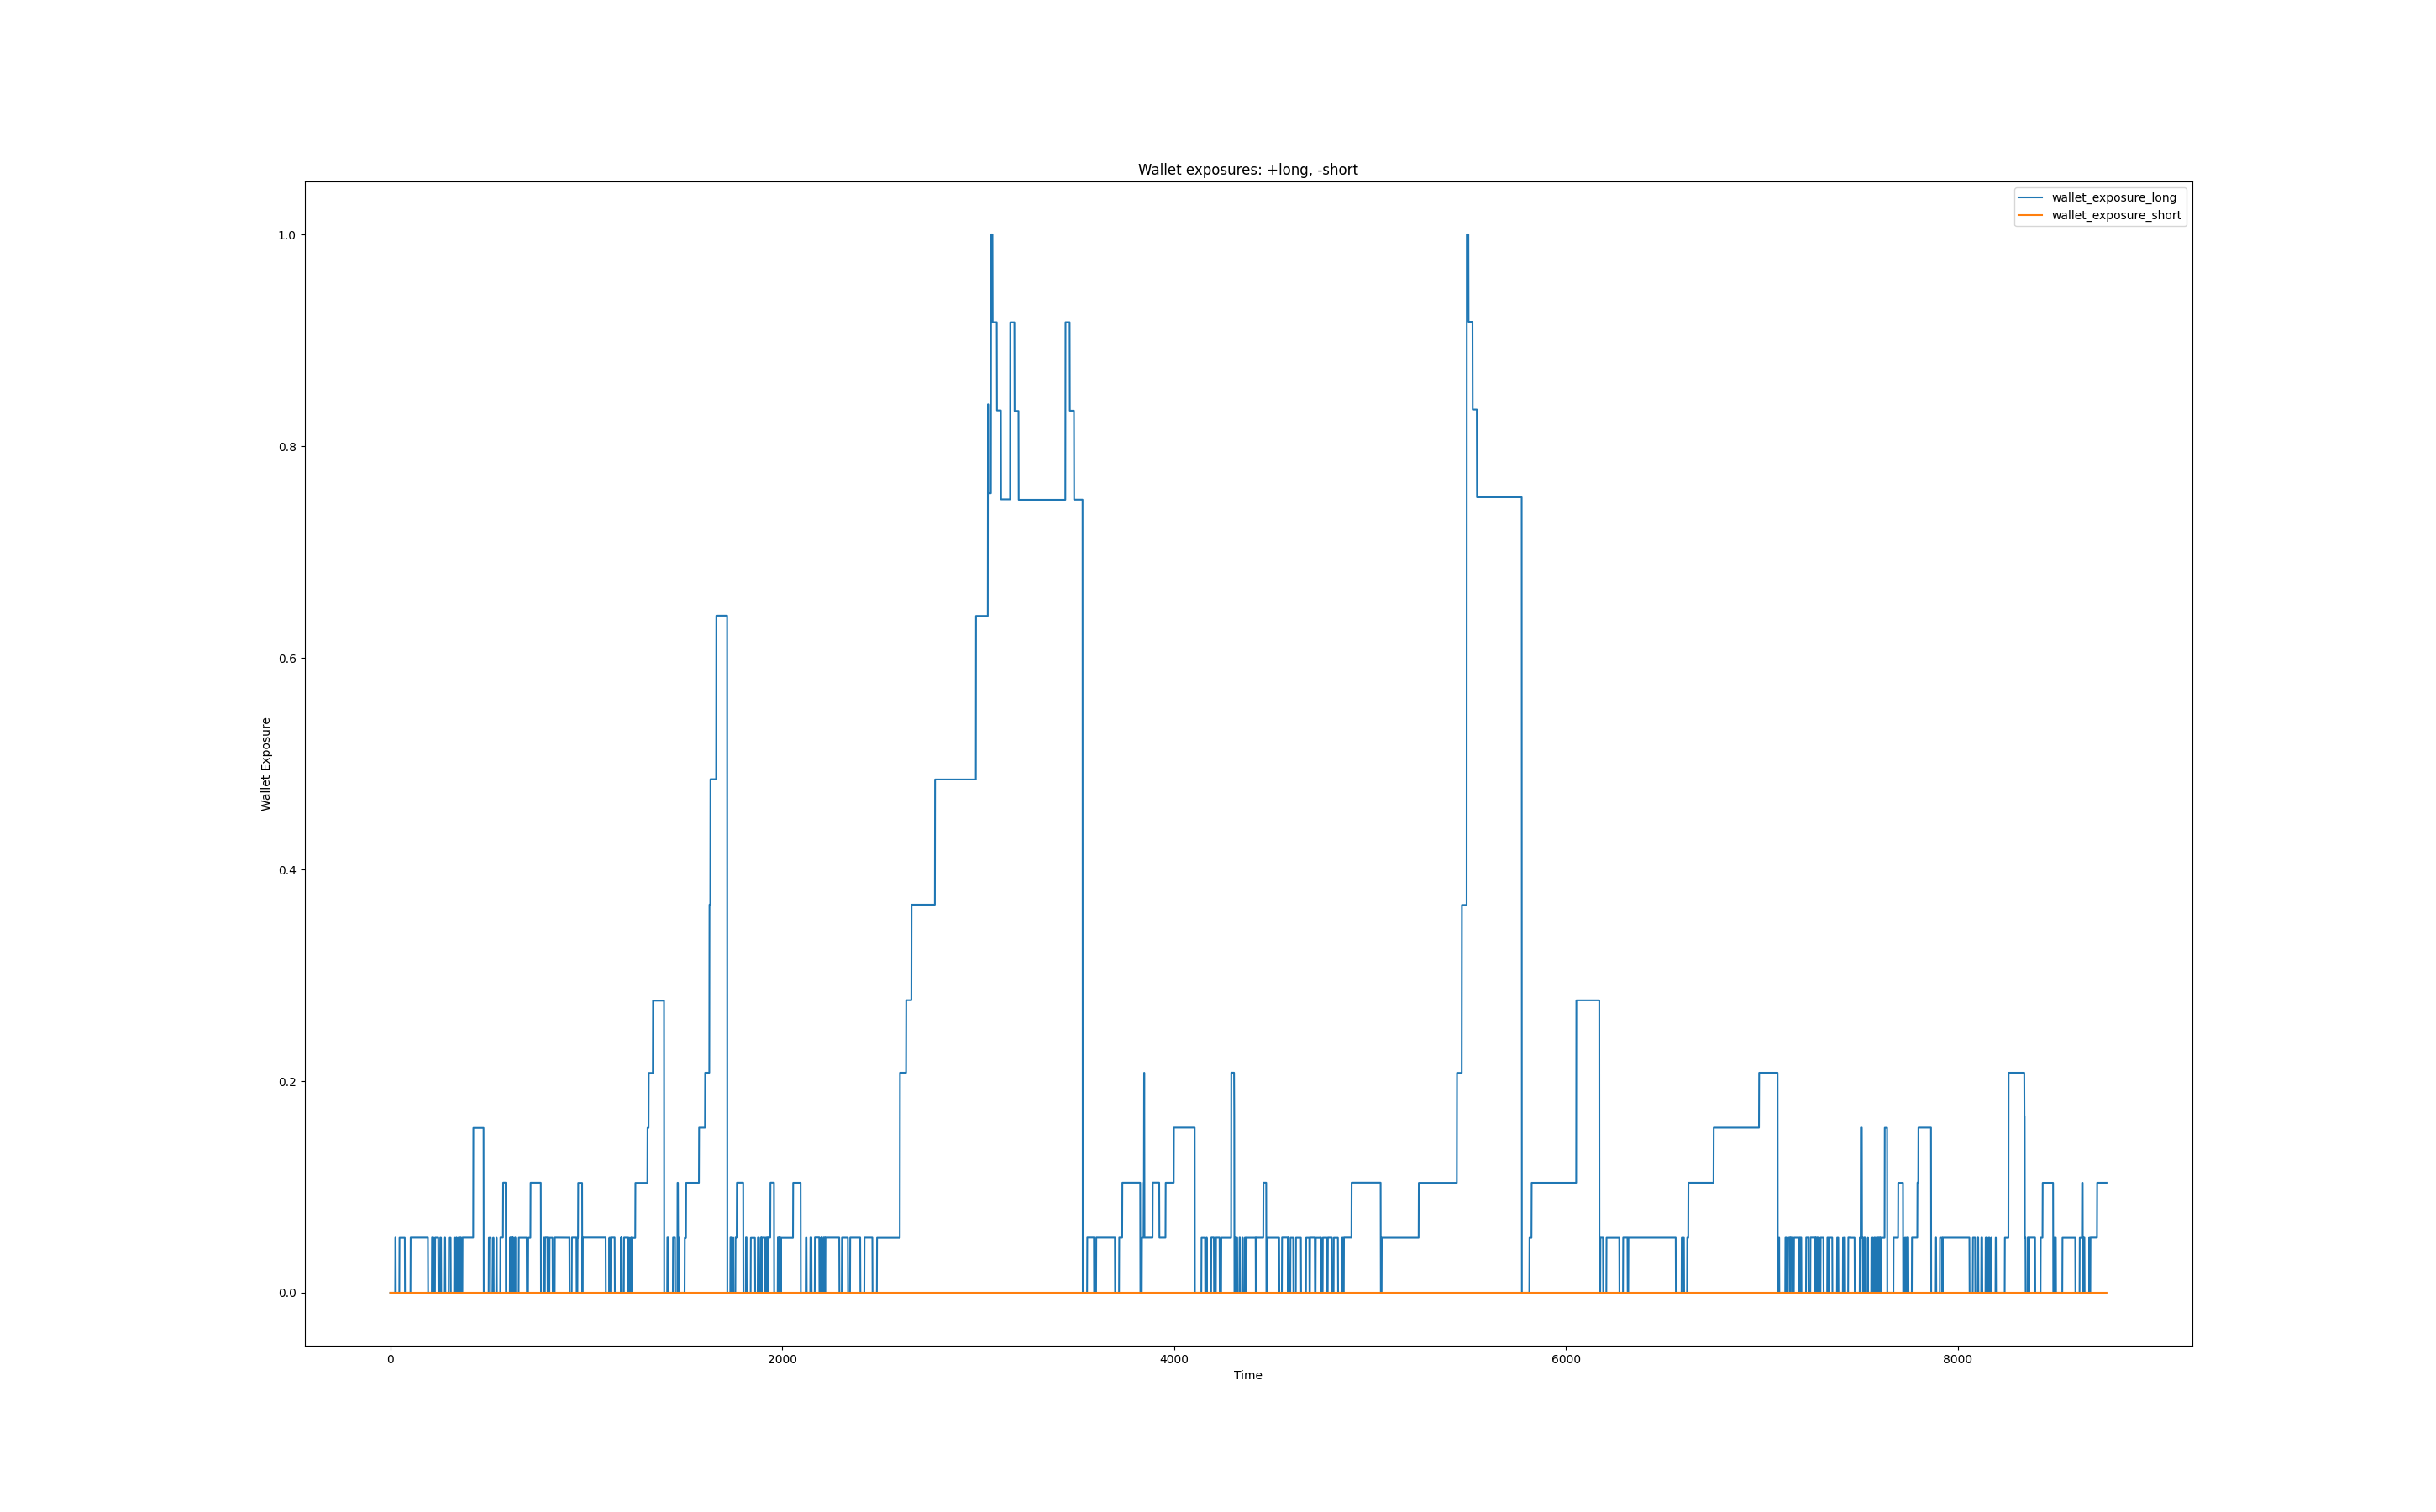 Wallet exposures: +long, -short
wallet_exposure_long
wallet_exposure_short
1.0
0.8
0.6
0.4
0.2
0.0
Wallet Exposure
0 2000 4000 6000 8000
Time